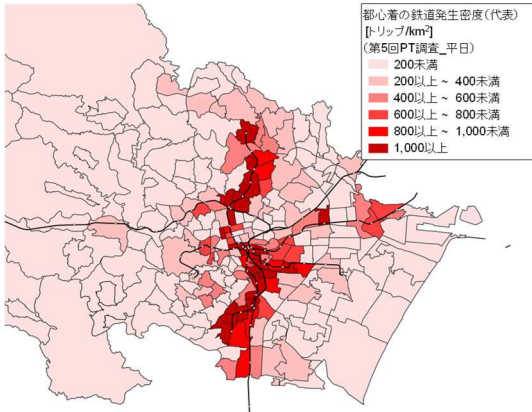 都心着の鉄道発生密度(代表)
[トリップ/km²]
(第5回PT調査_平日)
200未満
200以上 ~ 400未満
400以上 ~ 600未満
600以上 ~ 800未満
800以上 ~ 1,000未満
1,000以上